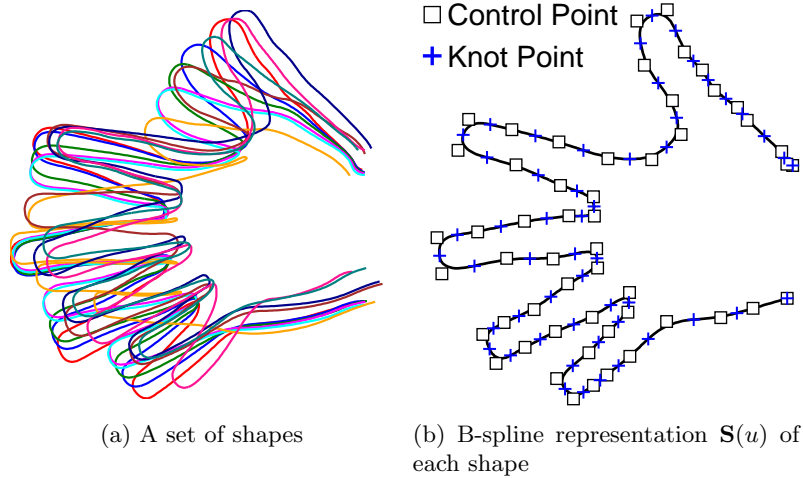 Control Point
Knot Point
(a) A set of shapes
(b) B-spline representation S(u) of
each shape